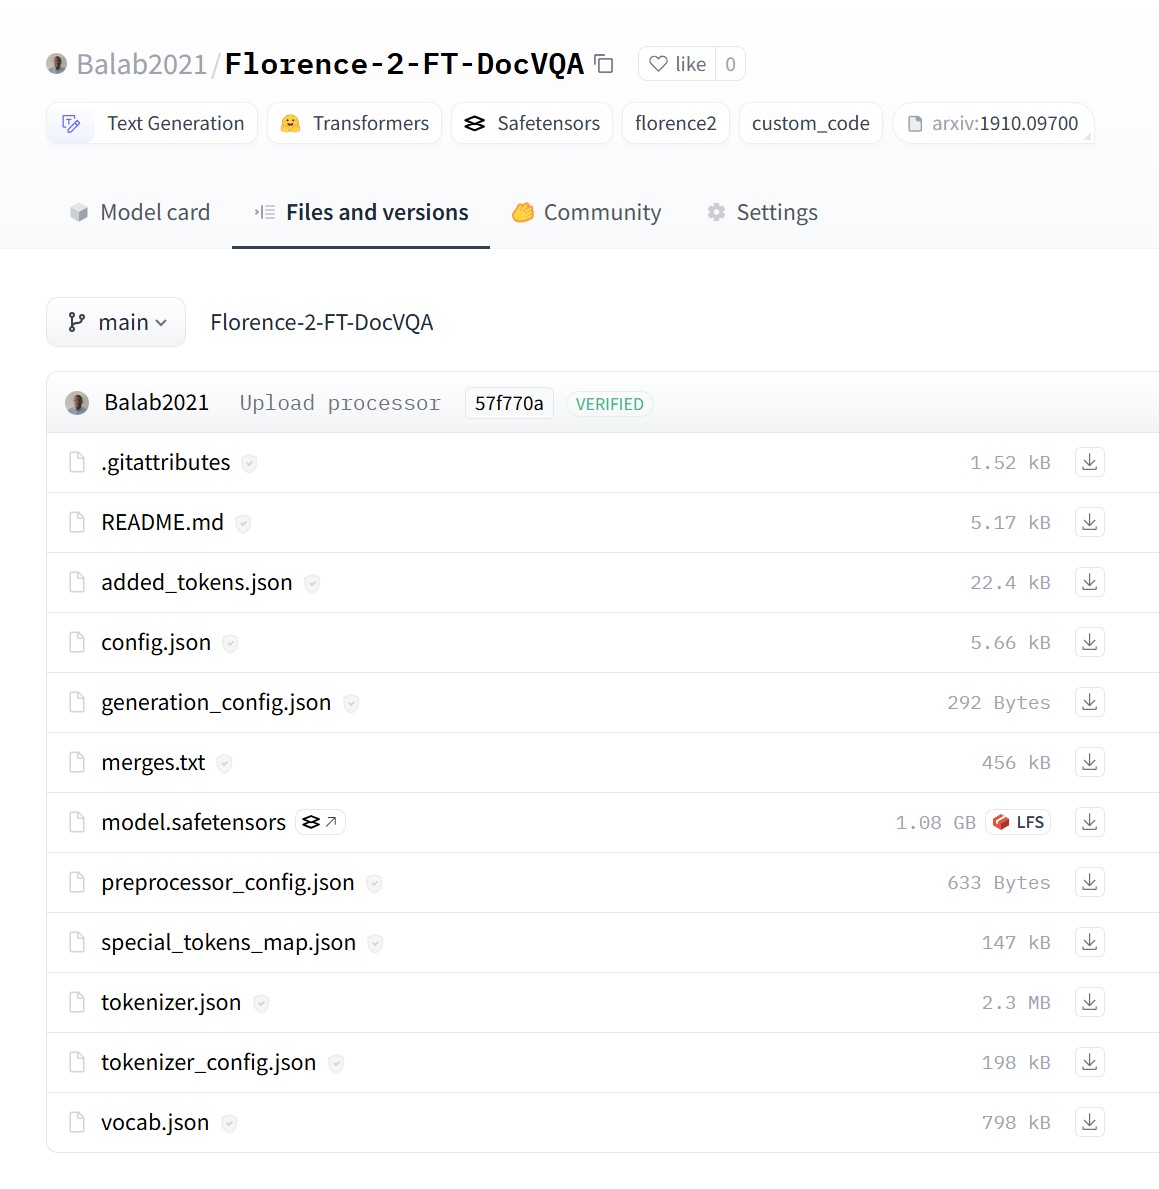 Balab2021/Florence-2-FT-DocVQA like 0
Text Generation Transformers Safetensors florence2 custom_code arxiv:1910.09700
Model card Files and versions Community Settings
main Florence-2-FT-DocVQA
Balab2021 Upload processor 57f770a VERIFIED
.gitattributes 1.52 kB
README.md 5.17 kB
added_tokens.json 22.4 kB
config.json 5.66 kB
generation_config.json 292 Bytes
merges.txt 456 kB
model.safetensors 1.08 GB LFS
preprocessor_config.json 633 Bytes
special_tokens_map.json 147 kB
tokenizer.json 2.3 MB
tokenizer_config.json 198 kB
vocab.json 798 kB